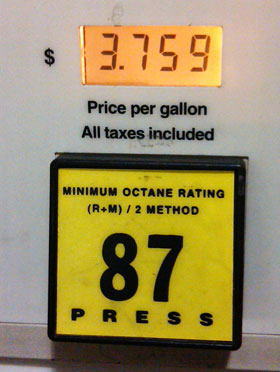 $ 3.759
Price per gallon
All taxes included
MINIMUM OCTANE RATING
(R+M) / 2 METHOD
87
PRESS